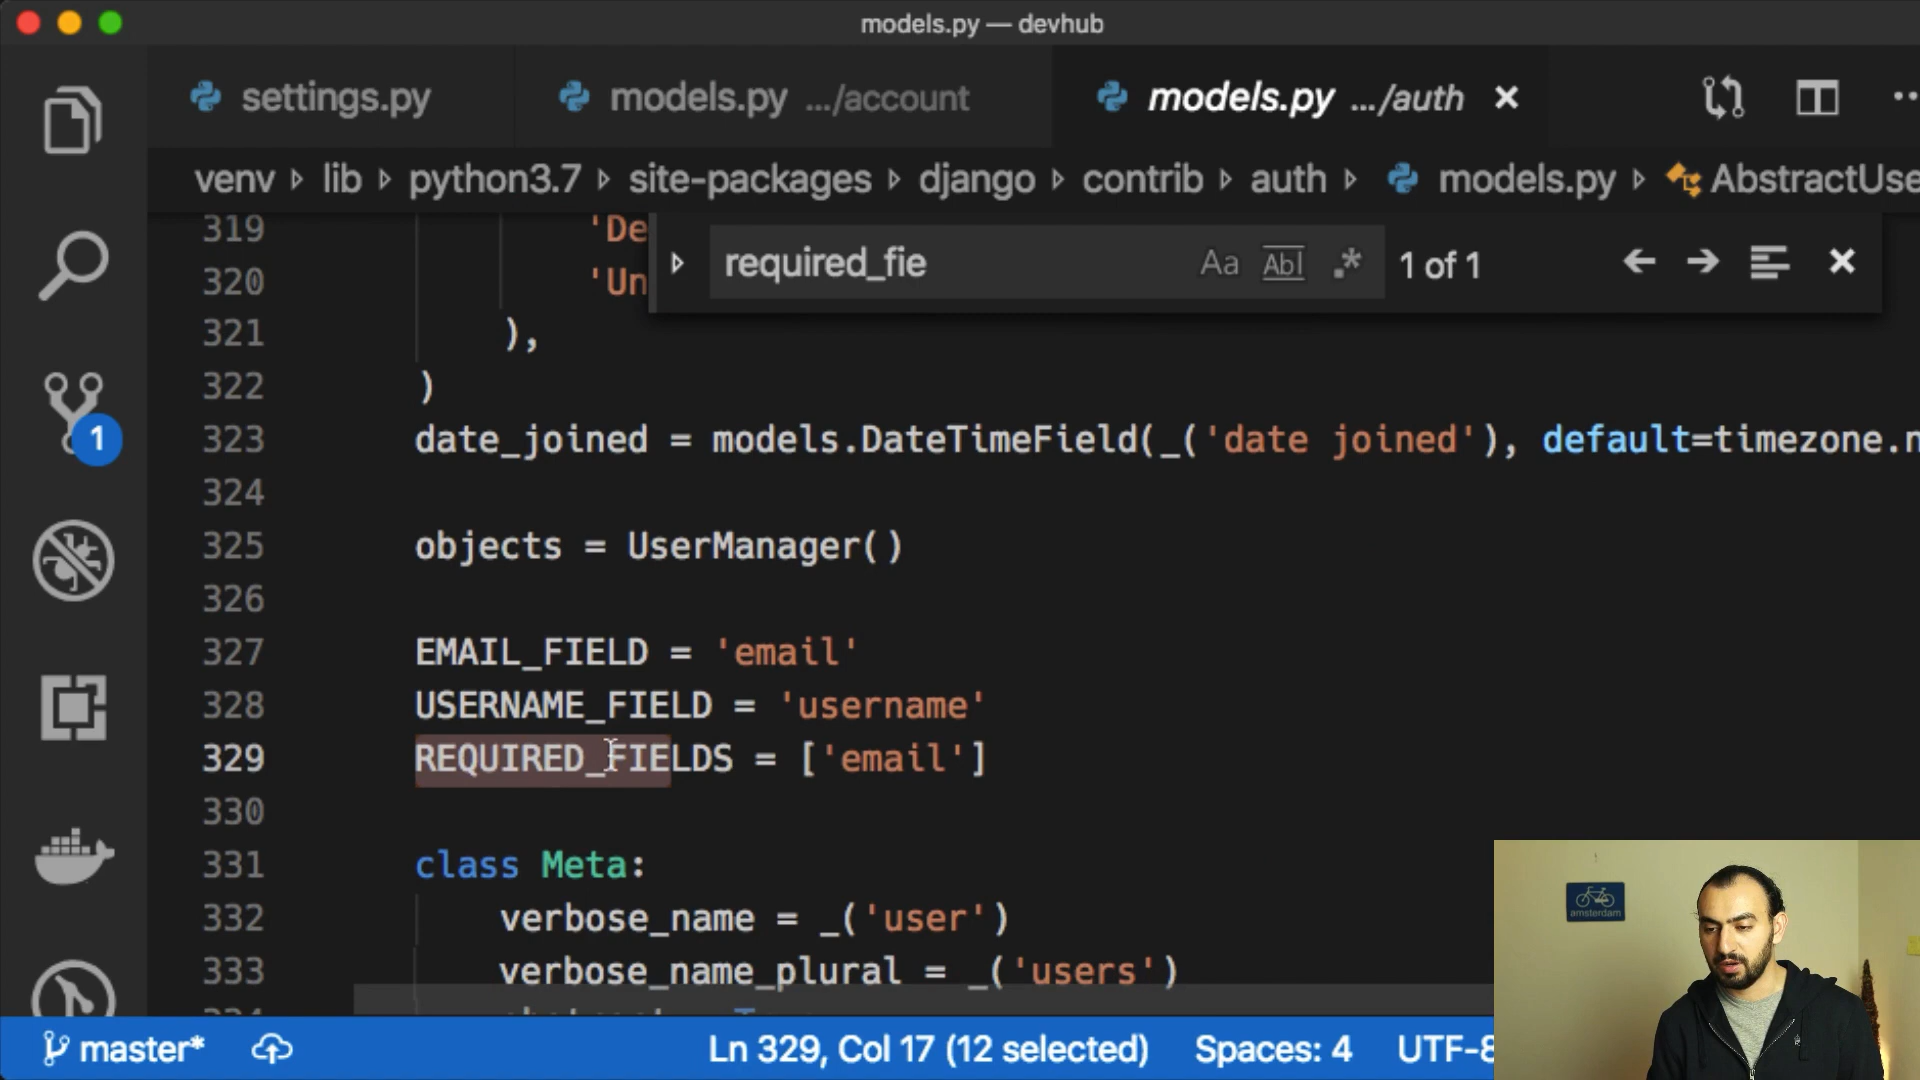 models.py — devhub
settings.py
models.py .../account
models.py .../auth
venv lib python3.7 site-packages django contrib auth models.py AbstractUse
required_fie Aa Abl .* 1 of 1
319 'De
320 'Un
321 ),
322 )
323 date_joined = models.DateTimeField(_('date joined'), default=timezone.n
324
325 objects = UserManager()
326
327 EMAIL_FIELD = 'email'
328 USERNAME_FIELD = 'username'
329 REQUIRED_FIELDS = ['email']
330
331 class Meta:
332 verbose_name = _('user')
333 verbose_name_plural = _('users')
1
amsterdam
master* Ln 329, Col 17 (12 selected) Spaces: 4 UTF-8